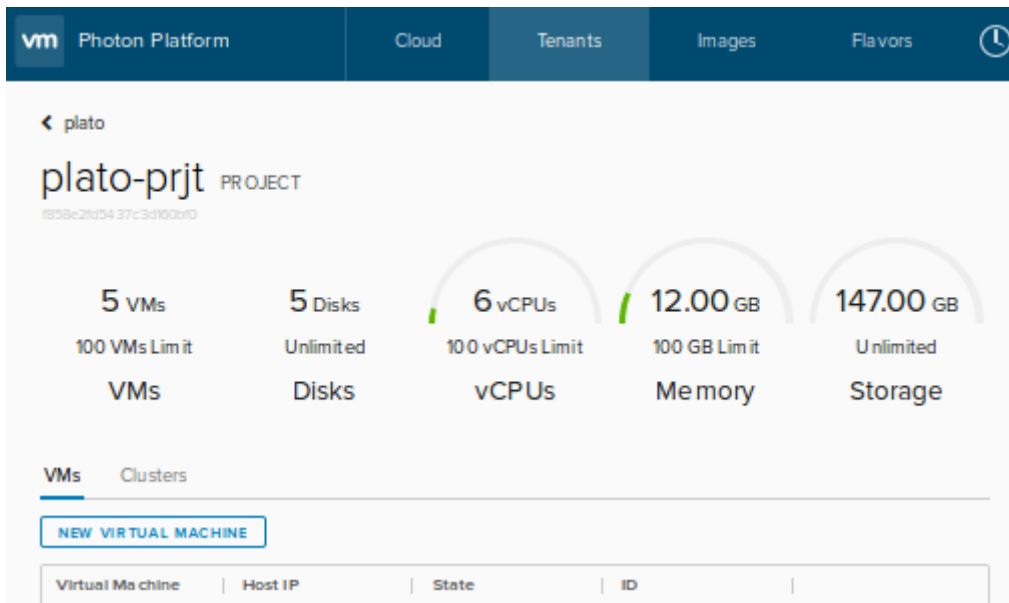 vm Photon Platform Cloud Tenants Images Flavors
plato
plato-prjt PROJECT
5 VMs 5 Disks 6 vCPUs 12.00 GB 147.00 GB
100 VMs Limit Unlimited 100 vCPUs Limit 100 GB Limit Unlimited
VMs Disks vCPUs Memory Storage
VMs Clusters
NEW VIRTUAL MACHINE
Virtual Machine Host IP State ID